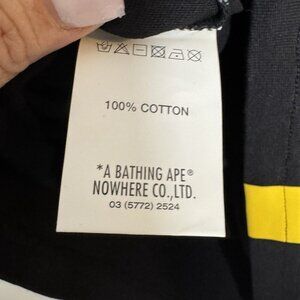 100% COTTON
*A BATHING APE®
NOWHERE CO.,LTD.
03 (5772) 2524